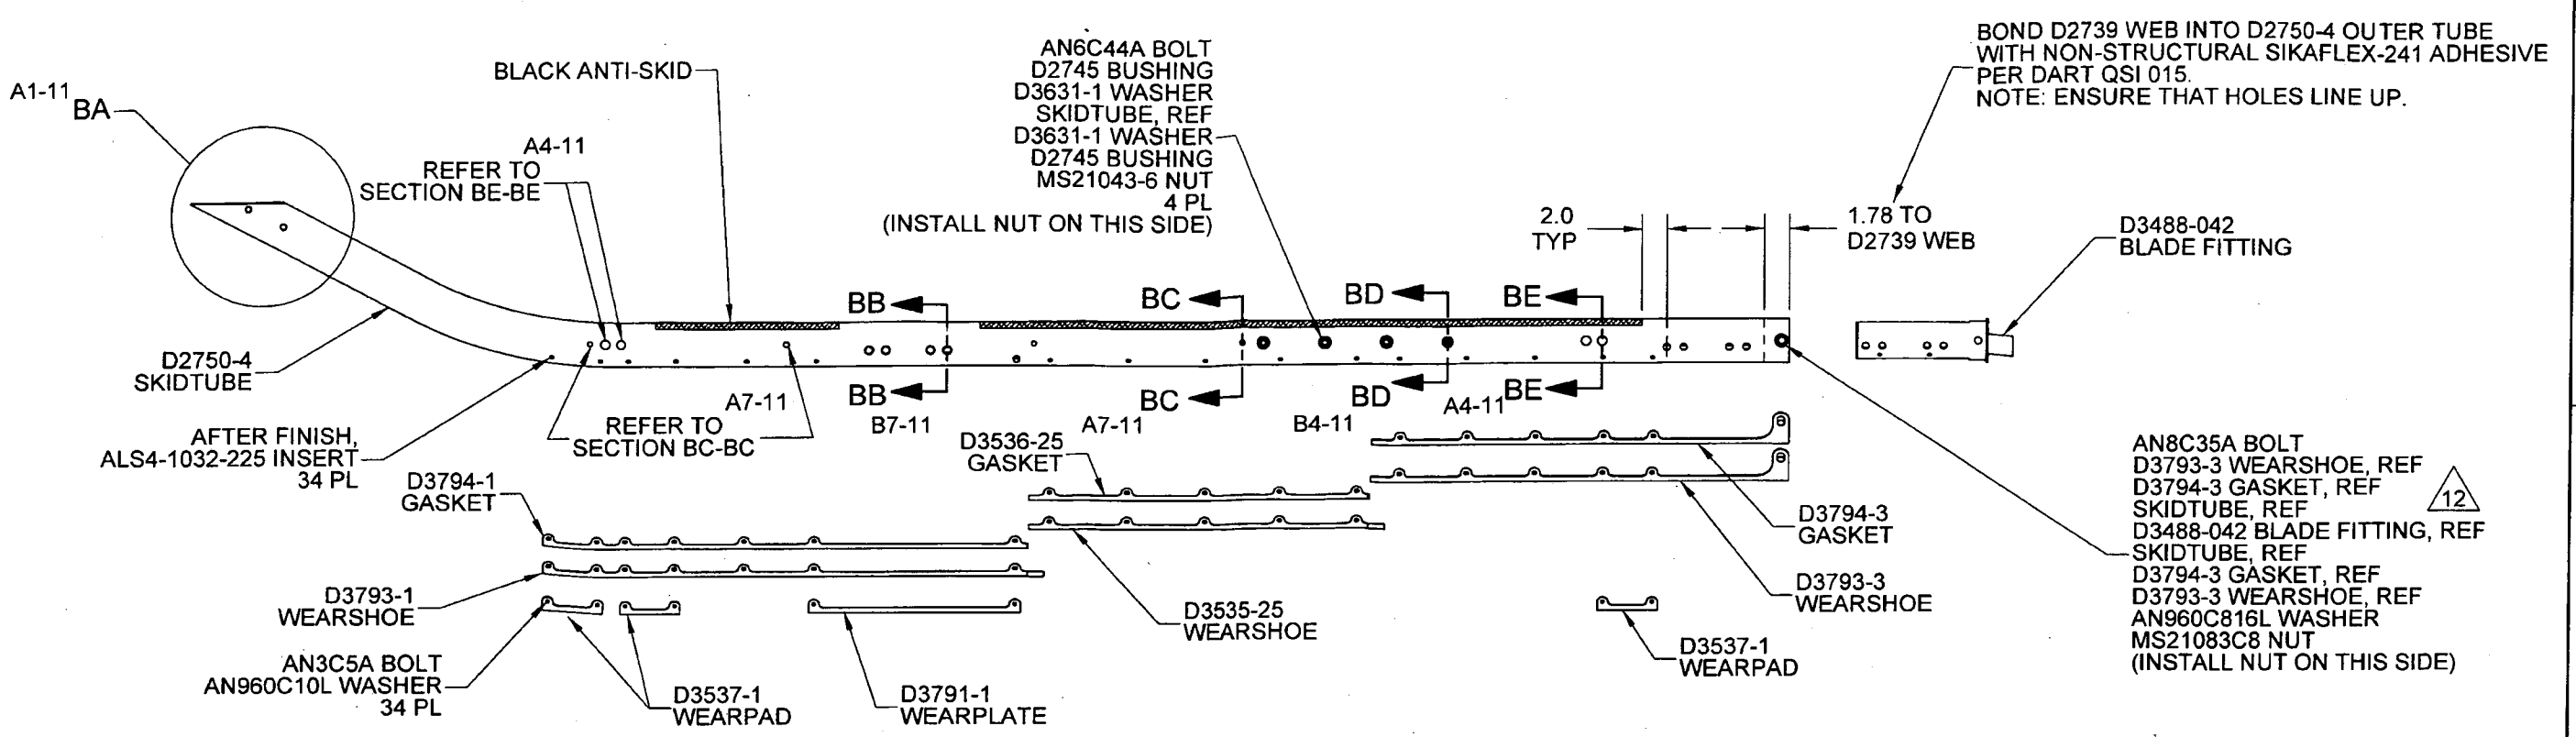 BOND D2739 WEB INTO D2750-4 OUTER TUBE
WITH NON-STRUCTURAL SIKAFLEX-241 ADHESIVE
PER DART QSI 015.
NOTE: ENSURE THAT HOLES LINE UP.
AN6C44A BOLT
D2745 BUSHING
D3631-1 WASHER
SKIDTUBE, REF
D3631-1 WASHER
D2745 BUSHING
MS21043-6 NUT
4 PL
(INSTALL NUT ON THIS SIDE)
BLACK ANTI-SKID
A1-11
BA
A4-11
REFER TO
SECTION BE-BE
2.0
TYP
1.78 TO
D2739 WEB
D3488-042
BLADE FITTING
BB
BC
BD
BE
D2750-4
SKIDTUBE
BB
BC
BD
BE
A7-11
B7-11
A7-11
B4-11
A4-11
REFER TO
SECTION BC-BC
AFTER FINISH,
ALS4-1032-225 INSERT
34 PL
D3794-1
GASKET
D3536-25
GASKET
D3794-3
GASKET
AN8C35A BOLT
D3793-3 WEARSHOE, REF
D3794-3 GASKET, REF
SKIDTUBE, REF
D3488-042 BLADE FITTING, REF
SKIDTUBE, REF
D3794-3 GASKET, REF
D3793-3 WEARSHOE, REF
AN960C816L WASHER
MS21083C8 NUT
(INSTALL NUT ON THIS SIDE)
12
D3793-1
WEARSHOE
D3535-25
WEARSHOE
D3793-3
WEARSHOE
AN3C5A BOLT
AN960C10L WASHER
34 PL
D3537-1
WEARPAD
D3791-1
WEARPLATE
D3537-1
WEARPAD